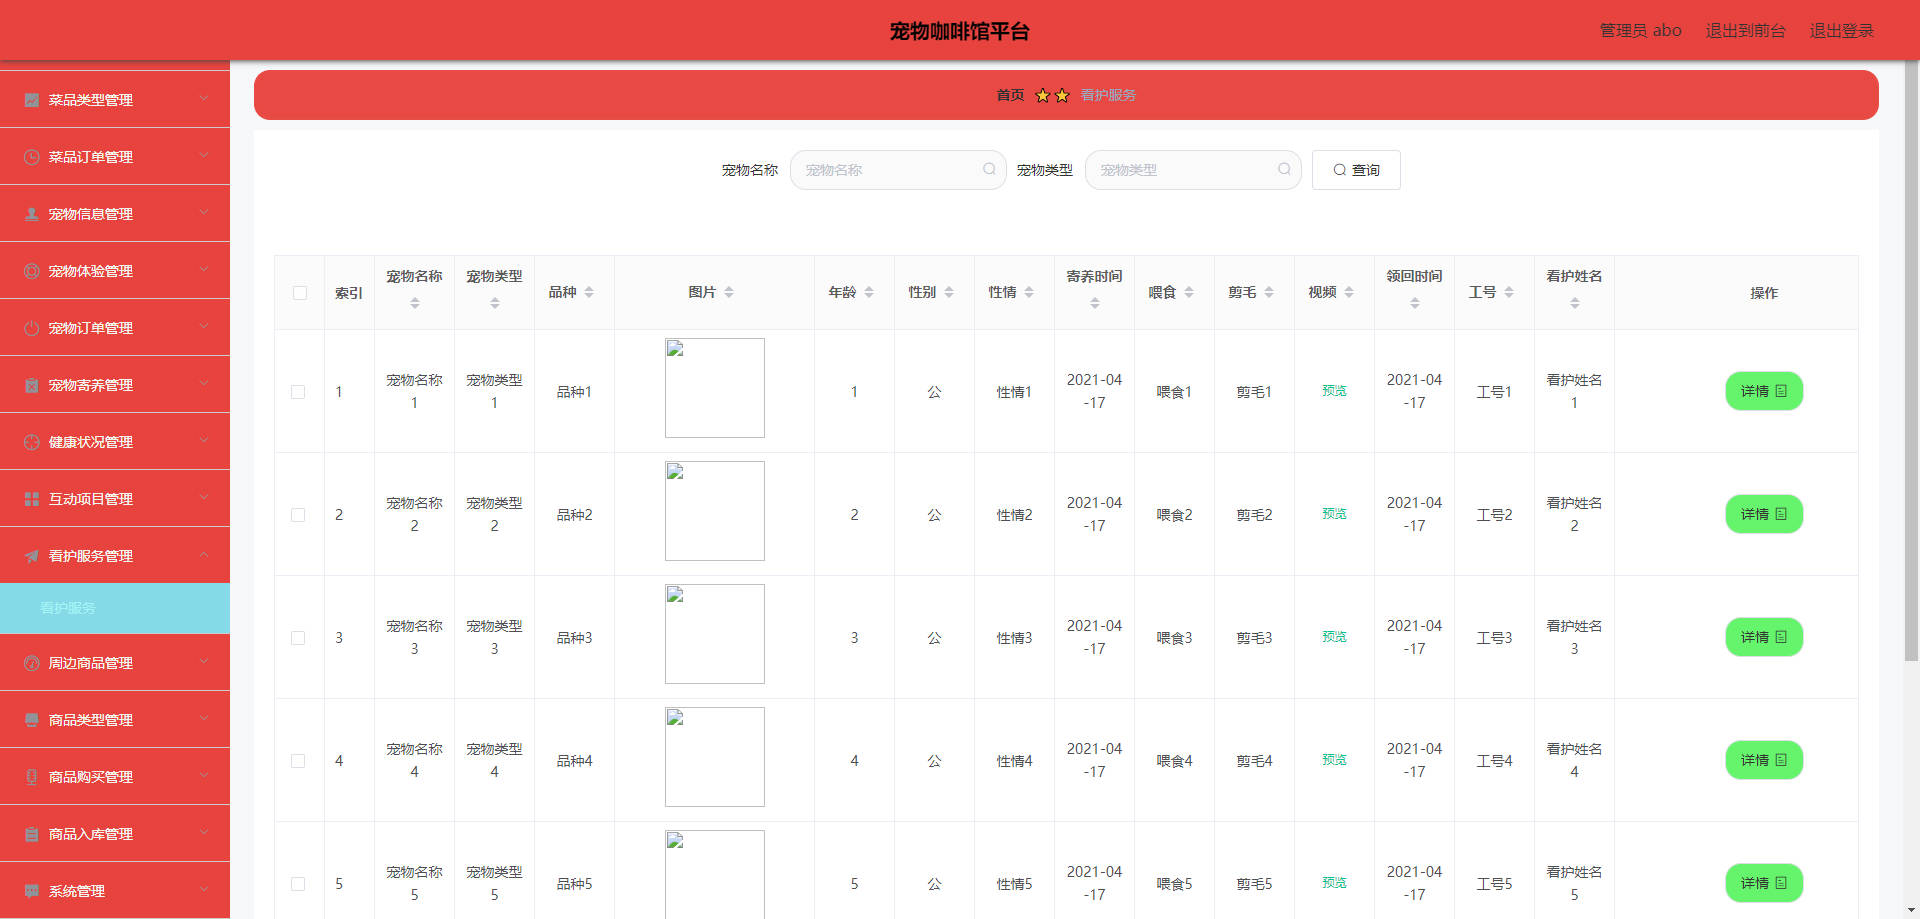 宠物咖啡馆平台
管理员 abo 退出到前台 退出登录
菜品类型管理
菜品订单管理
宠物信息管理
宠物体验管理
宠物订单管理
宠物寄养管理
健康状况管理
互动项目管理
看护服务管理
看护服务
周边商品管理
商品类型管理
商品购买管理
商品入库管理
系统管理
首页 看护服务
宠物名称 宠物名称 宠物类型 宠物类型 查询
索引 宠物名称 宠物类型 品种 图片 年龄 性别 性情 寄养时间 喂食 剪毛 视频 领回时间 工号 看护姓名 操作
1 宠物名称1 宠物类型1 品种1 1 公 性情1 2021-04-17 喂食1 剪毛1 预览 2021-04-17 工号1 看护姓名1 详情
2 宠物名称2 宠物类型2 品种2 2 公 性情2 2021-04-17 喂食2 剪毛2 预览 2021-04-17 工号2 看护姓名2 详情
3 宠物名称3 宠物类型3 品种3 3 公 性情3 2021-04-17 喂食3 剪毛3 预览 2021-04-17 工号3 看护姓名3 详情
4 宠物名称4 宠物类型4 品种4 4 公 性情4 2021-04-17 喂食4 剪毛4 预览 2021-04-17 工号4 看护姓名4 详情
5 宠物名称5 宠物类型5 品种5 5 公 性情5 2021-04-17 喂食5 剪毛5 预览 2021-04-17 工号5 看护姓名5 详情